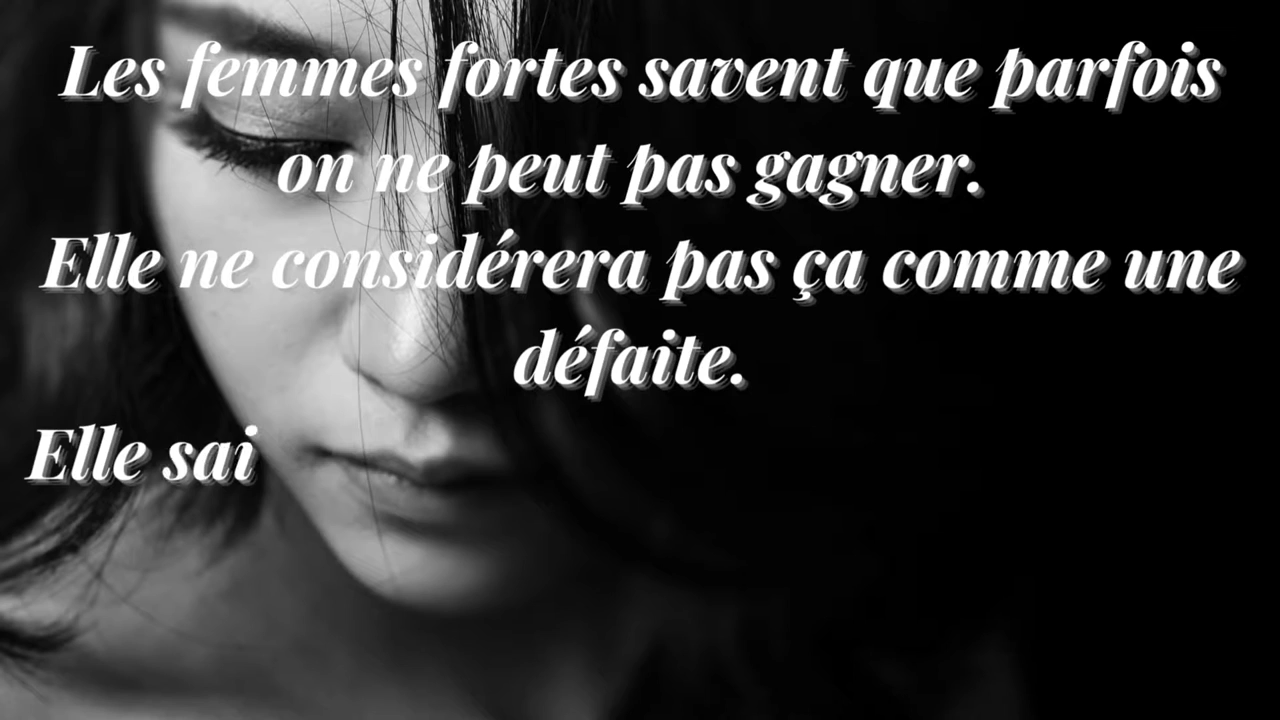 Les femmes fortes savent que parfois
on ne peut pas gagner.
Elle ne considérera pas ça comme une
défaite.
Elle sai